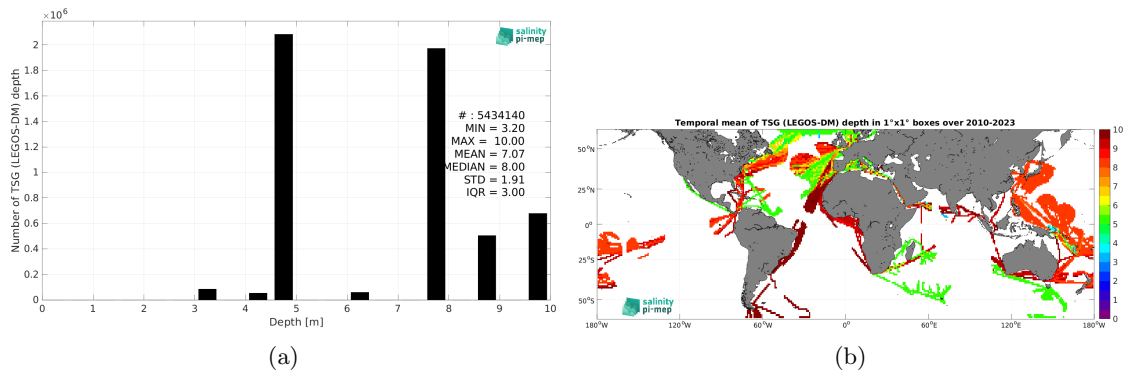 ×10⁶
2
1.8
1.6
1.4
1.2
1
0.8
0.6
0.4
0.2
0
Number of TSG (LEGOS-DM) depth
salinity
pi-mep
# : 5434140
MIN = 3.20
MAX = 10.00
MEAN = 7.07
MEDIAN = 8.00
STD = 1.91
IQR = 3.00
0 1 2 3 4 5 6 7 8 9 10
Depth [m]
(a)
Temporal mean of TSG (LEGOS-DM) depth in 1°x1° boxes over 2010-2023
50°N
25°N
0°
25°S
50°S
180°W 120°W 60°W 0° 60°E 120°E 180°W
salinity
pi-mep
10
9
8
7
6
5
4
3
2
1
0
(b)